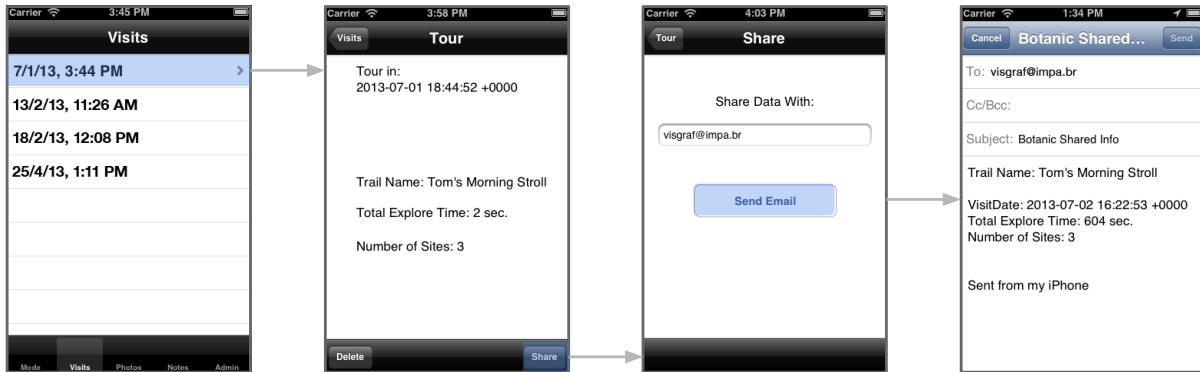 Carrier 3:45 PM
Visits
7/1/13, 3:44 PM
13/2/13, 11:26 AM
18/2/13, 12:08 PM
25/4/13, 1:11 PM
Mode Visits Photos Notes Admin
Carrier 3:58 PM
Visits Tour
Tour in:
2013-07-01 18:44:52 +0000
Trail Name: Tom's Morning Stroll
Total Explore Time: 2 sec.
Number of Sites: 3
Delete Share
Carrier 4:03 PM
Tour Share
Share Data With:
visgraf@impa.br
Send Email
Carrier 1:34 PM
Cancel Botanic Shared... Send
To: visgraf@impa.br
Cc/Bcc:
Subject: Botanic Shared Info
Trail Name: Tom's Morning Stroll
VisitDate: 2013-07-02 16:22:53 +0000
Total Explore Time: 604 sec.
Number of Sites: 3
Sent from my iPhone